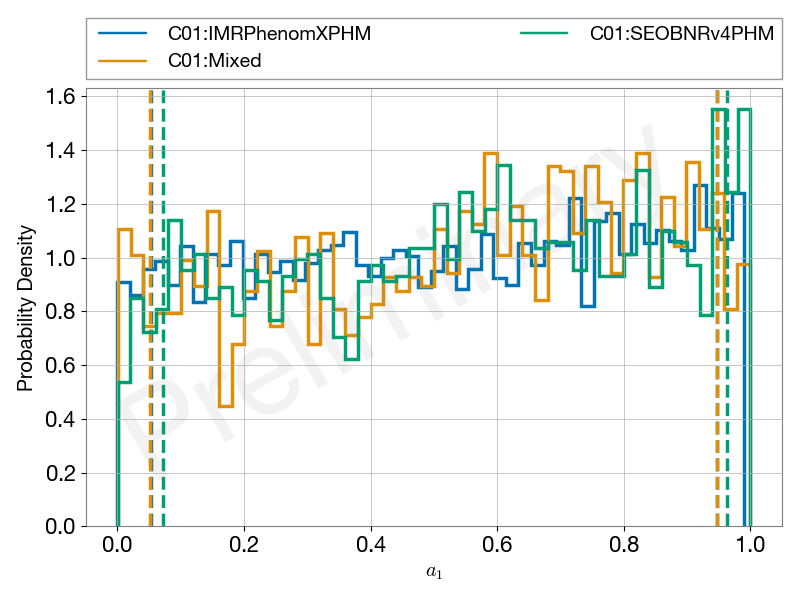 C01:IMRPhenomXPHM
C01:Mixed
C01:SEOBNRv4PHM
1.6
1.4
1.2
1.0
0.8
0.6
0.4
0.2
0.0
Probability Density
Preliminary
0.0 0.2 0.4 0.6 0.8 1.0
a₁